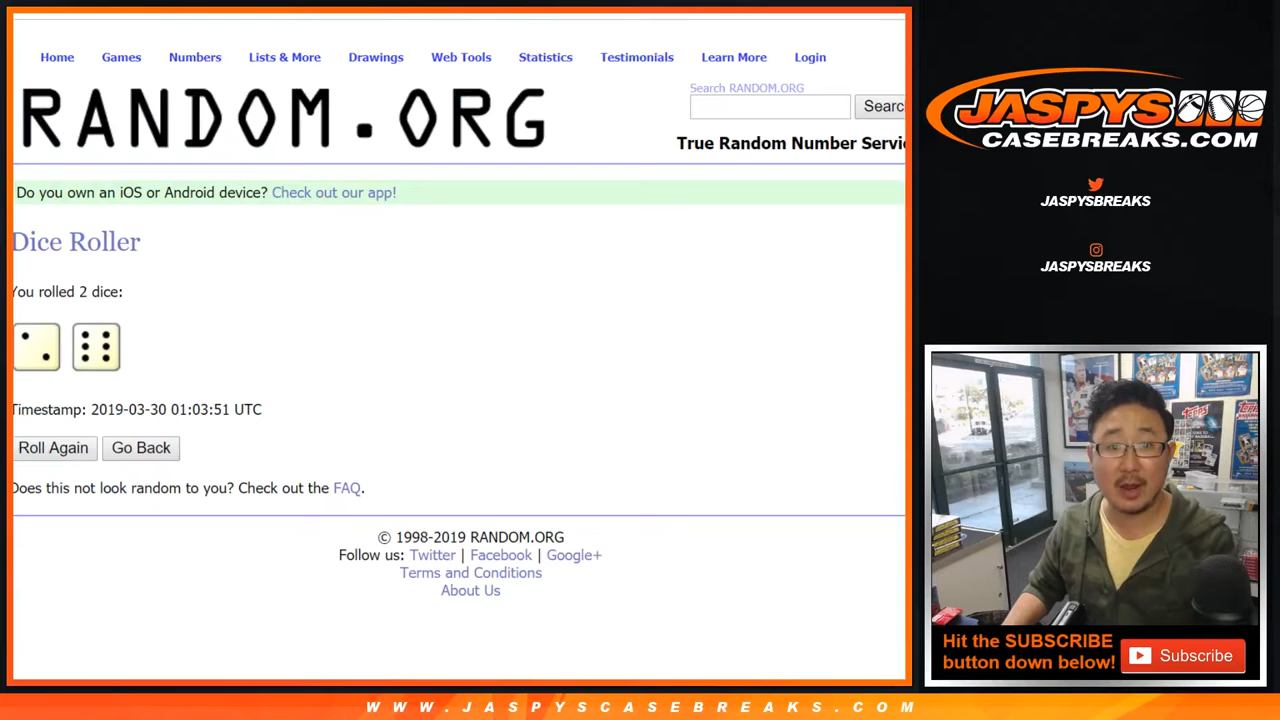 Home Games Numbers Lists & More Drawings Web Tools Statistics Testimonials Learn More Login
Search RANDOM.ORG
RANDOM.ORG
Searc
True Random Number Servi
Do you own an iOS or Android device? Check out our app!
Dice Roller
You rolled 2 dice:
Timestamp: 2019-03-30 01:03:51 UTC
Roll Again Go Back
Does this not look random to you? Check out the FAQ.
© 1998-2019 RANDOM.ORG
Follow us: Twitter | Facebook | Google+
Terms and Conditions
About Us
JASPYS
CASEBREAKS.COM
JASPYSBREAKS
JASPYSBREAKS
Topps
Topps
Hit the SUBSCRIBE
button down below!
Subscribe
WWW.JASPYSCASEBREAKS.COM